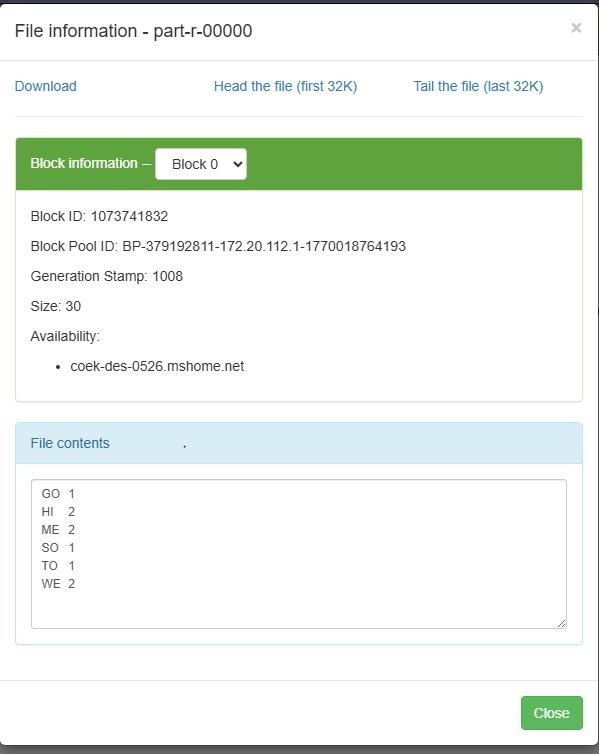 File information - part-r-00000
×
Download Head the file (first 32K) Tail the file (last 32K)
Block information -- Block 0
Block ID: 1073741832
Block Pool ID: BP-379192811-172.20.112.1-1770018764193
Generation Stamp: 1008
Size: 30
Availability:
• coek-des-0526.mshome.net
File contents
GO 1
HI 2
ME 2
SO 1
TO 1
WE 2
Close